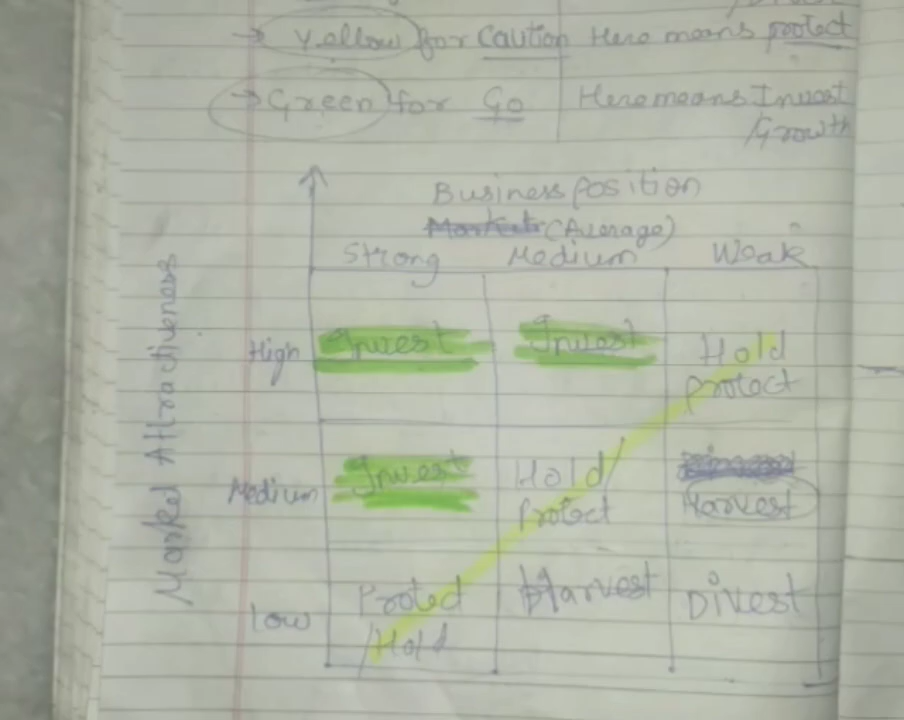 → Yellow for Caution Here means protect
→ Green for Go Here means Invest
/Growth
Business Position
(Average)
Strong Medium Weak
Market Attractiveness
High Invest Invest Hold
Protect
Medium Invest Hold/ Protect Harvest
Low Protect /Hold Harvest Divest